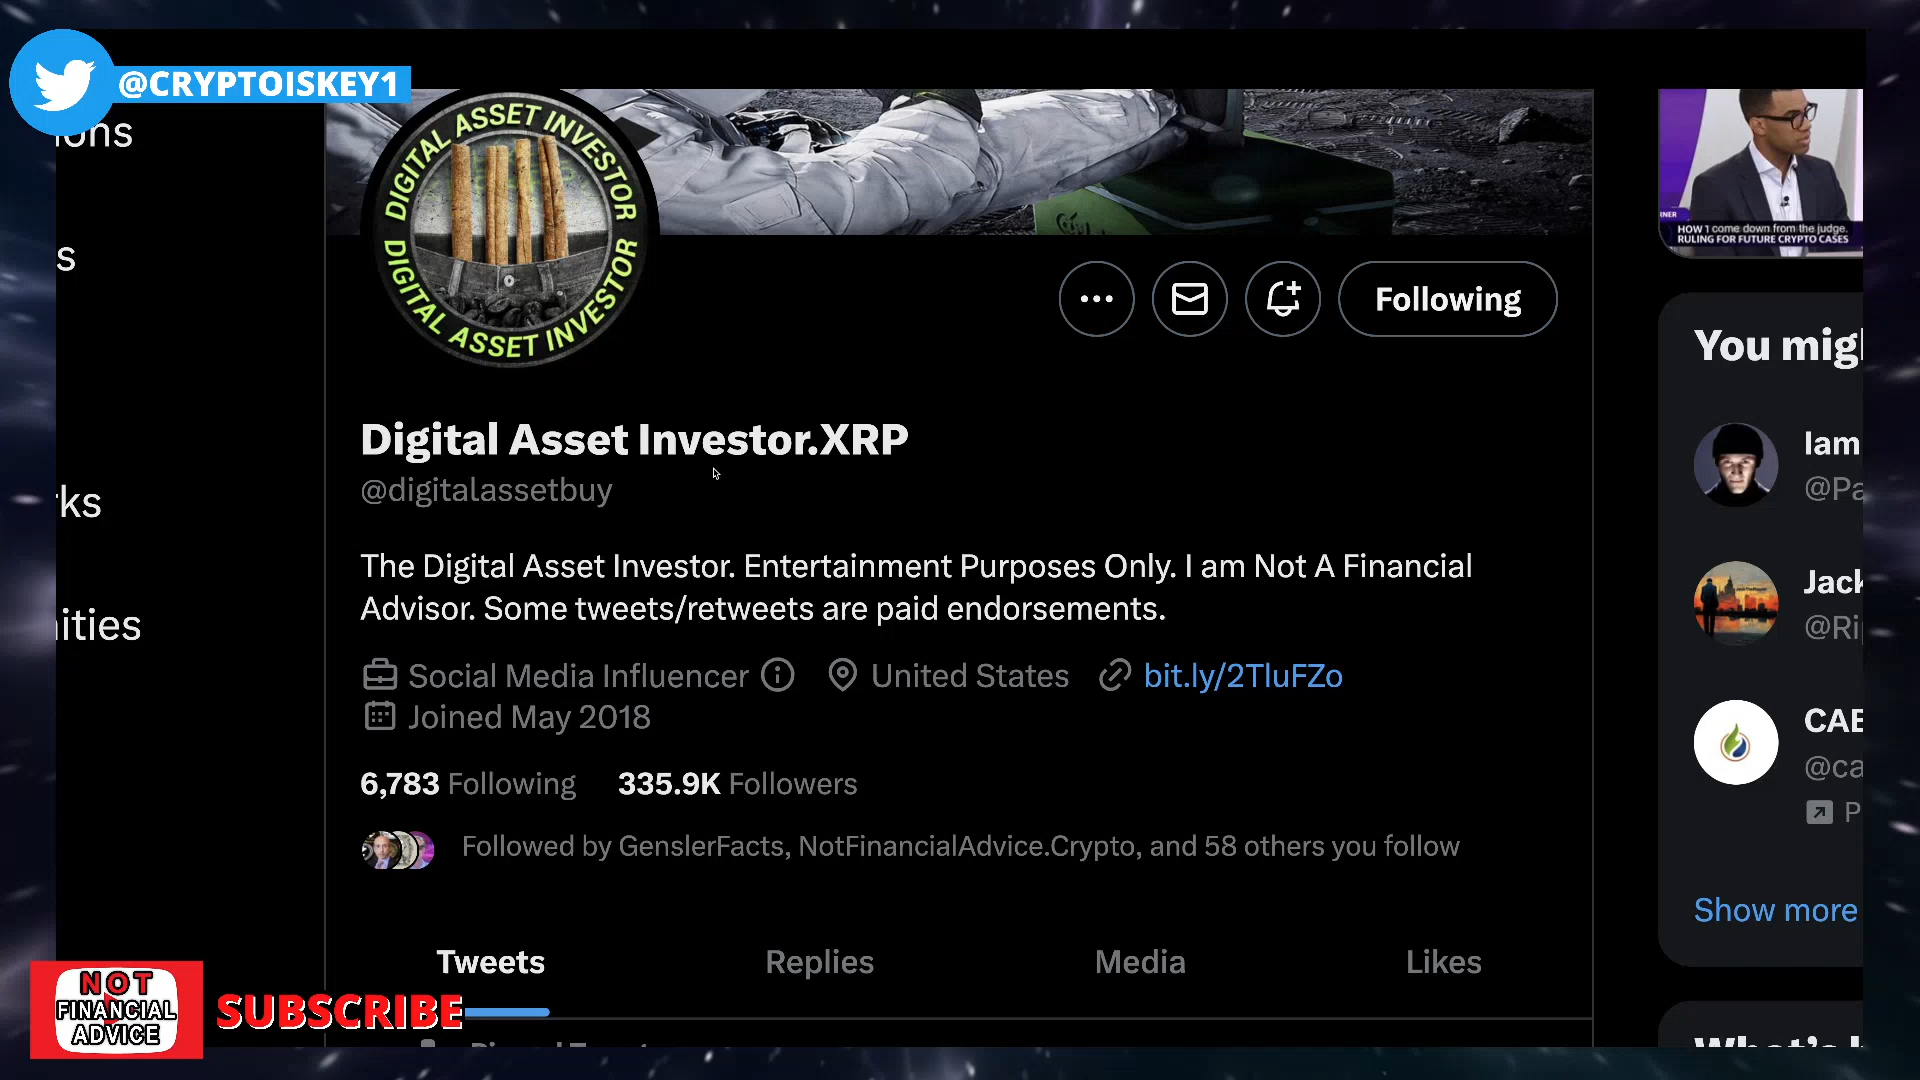 @CRYPTOISKEY1
ions
s
rks
nities
DIGITAL ASSET INVESTOR
DIGITAL ASSET INVESTOR
Following
Digital Asset Investor.XRP
@digitalassetbuy
The Digital Asset Investor. Entertainment Purposes Only. I am Not A Financial
Advisor. Some tweets/retweets are paid endorsements.
Social Media Influencer United States bit.ly/2TluFZo
Joined May 2018
6,783 Following 335.9K Followers
Followed by GenslerFacts, NotFinancialAdvice.Crypto, and 58 others you follow
Tweets Replies Media Likes
NOT
FINANCIAL
ADVICE
SUBSCRIBE
RNER
HOW 1 come down from the judge.
RULING FOR FUTURE CRYPTO CASES
You mig
Iam
@Pa
Jack
@Ri
CAE
@ca
P
Show more